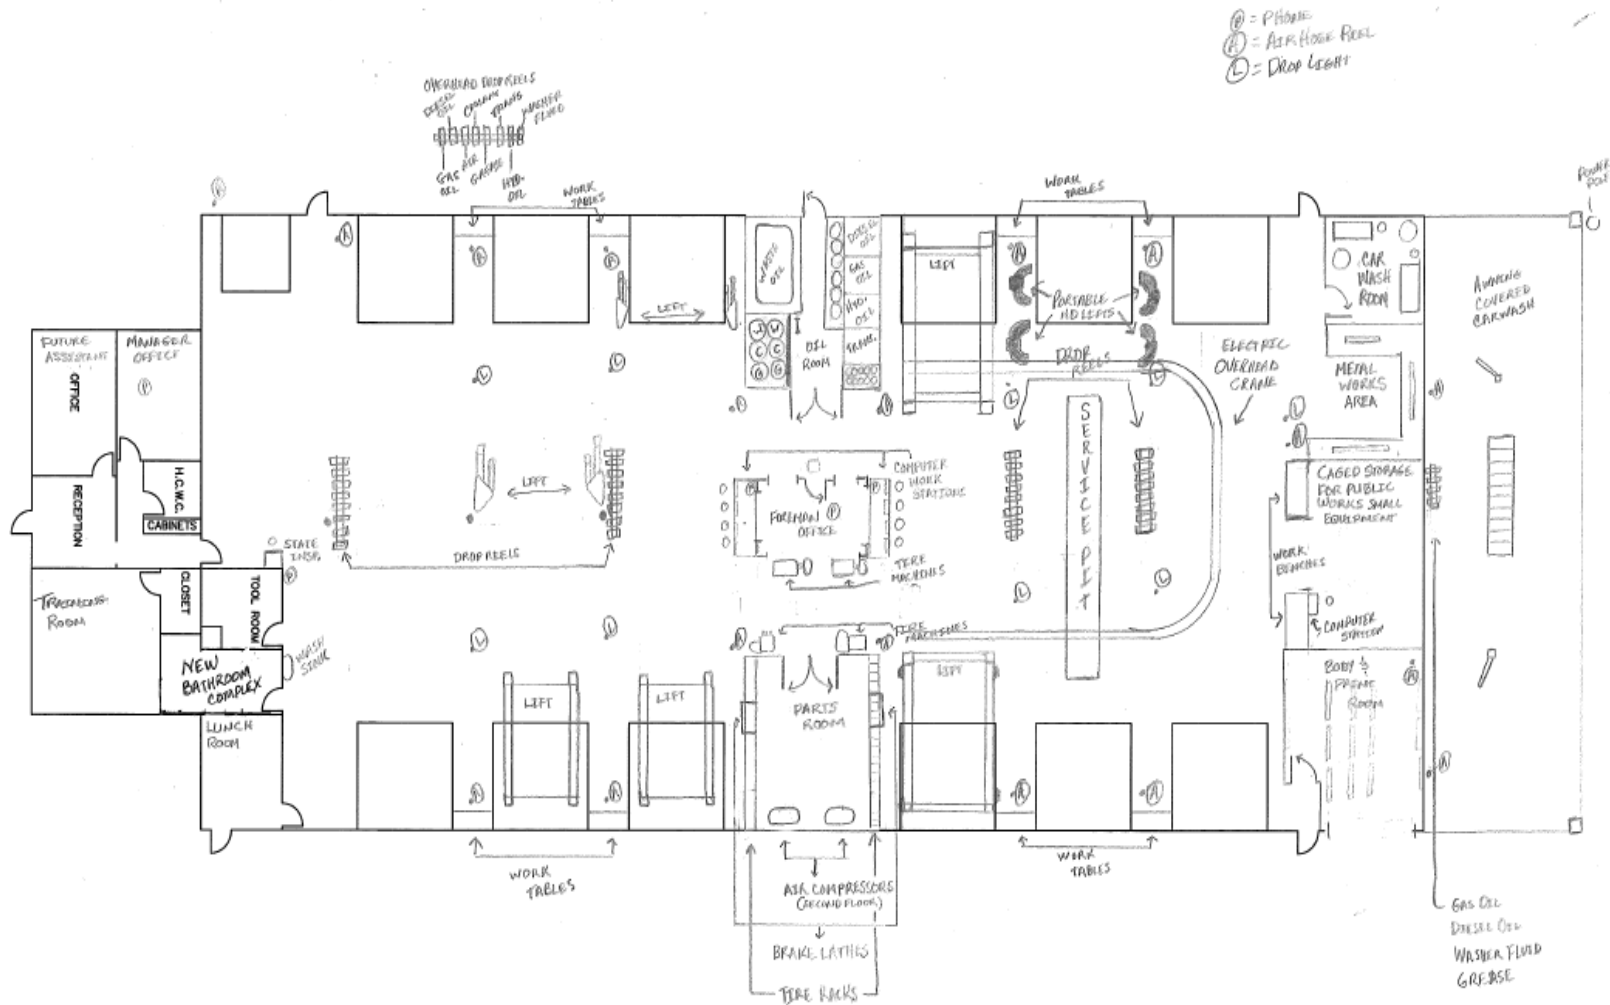 Ⓟ = PHONE
Ⓐ = AIR HOSE REEL
Ⓛ = DROP LIGHT
OVERHEAD DROP REELS
DIESEL OIL
COOLANT
TRANS
WASHER FLUID
GAS OIL
AIR
GREASE
HYD. OIL
WORK TABLES
WORK TABLES
POWER POLE
A
A
A
LIFT
WASTE OIL
DIESEL OIL
GAS OIL
HYD. OIL
TRANS.
OIL ROOM
W W
C C
G G
LIFT
A
A
PORTABLE HD LIFTS
CAR WASH ROOM
AWNING COVERED CARWASH
FUTURE ASSISTANT
OFFICE
MANAGER OFFICE
P
L
L
A
DROP REELS
L
L
ELECTRIC OVERHEAD CRANE
METAL WORKS AREA
L
A
A
RECEPTION
H.C.W.C.
CABINETS
LIFT
COMPUTER WORK STATIONS
P
P
FOREMAN OFFICE
P
SERVICE PIT
CAGED STORAGE
FOR PUBLIC
WORKS SMALL
EQUIPMENT
STATE INSP.
P
DROP REELS
TIRE MACHINES
WORK BENCHES
TRAINING ROOM
CLOSET
TOOL ROOM
WASH SINK
NEW
BATHROOM
COMPLEX
LUNCH ROOM
L
L
A
TIRE MACHINES
A
L
L
COMPUTER STATION
LIFT
LIFT
PARTS ROOM
LIFT
BODY &
ROOM
A
A
A
A
A
A
WORK TABLES
AIR COMPRESSORS
(SECOND FLOOR)
BRAKE LATHES
TIRE RACKS
WORK TABLES
GAS OIL
DIESEL OIL
WASHER FLUID
GREASE